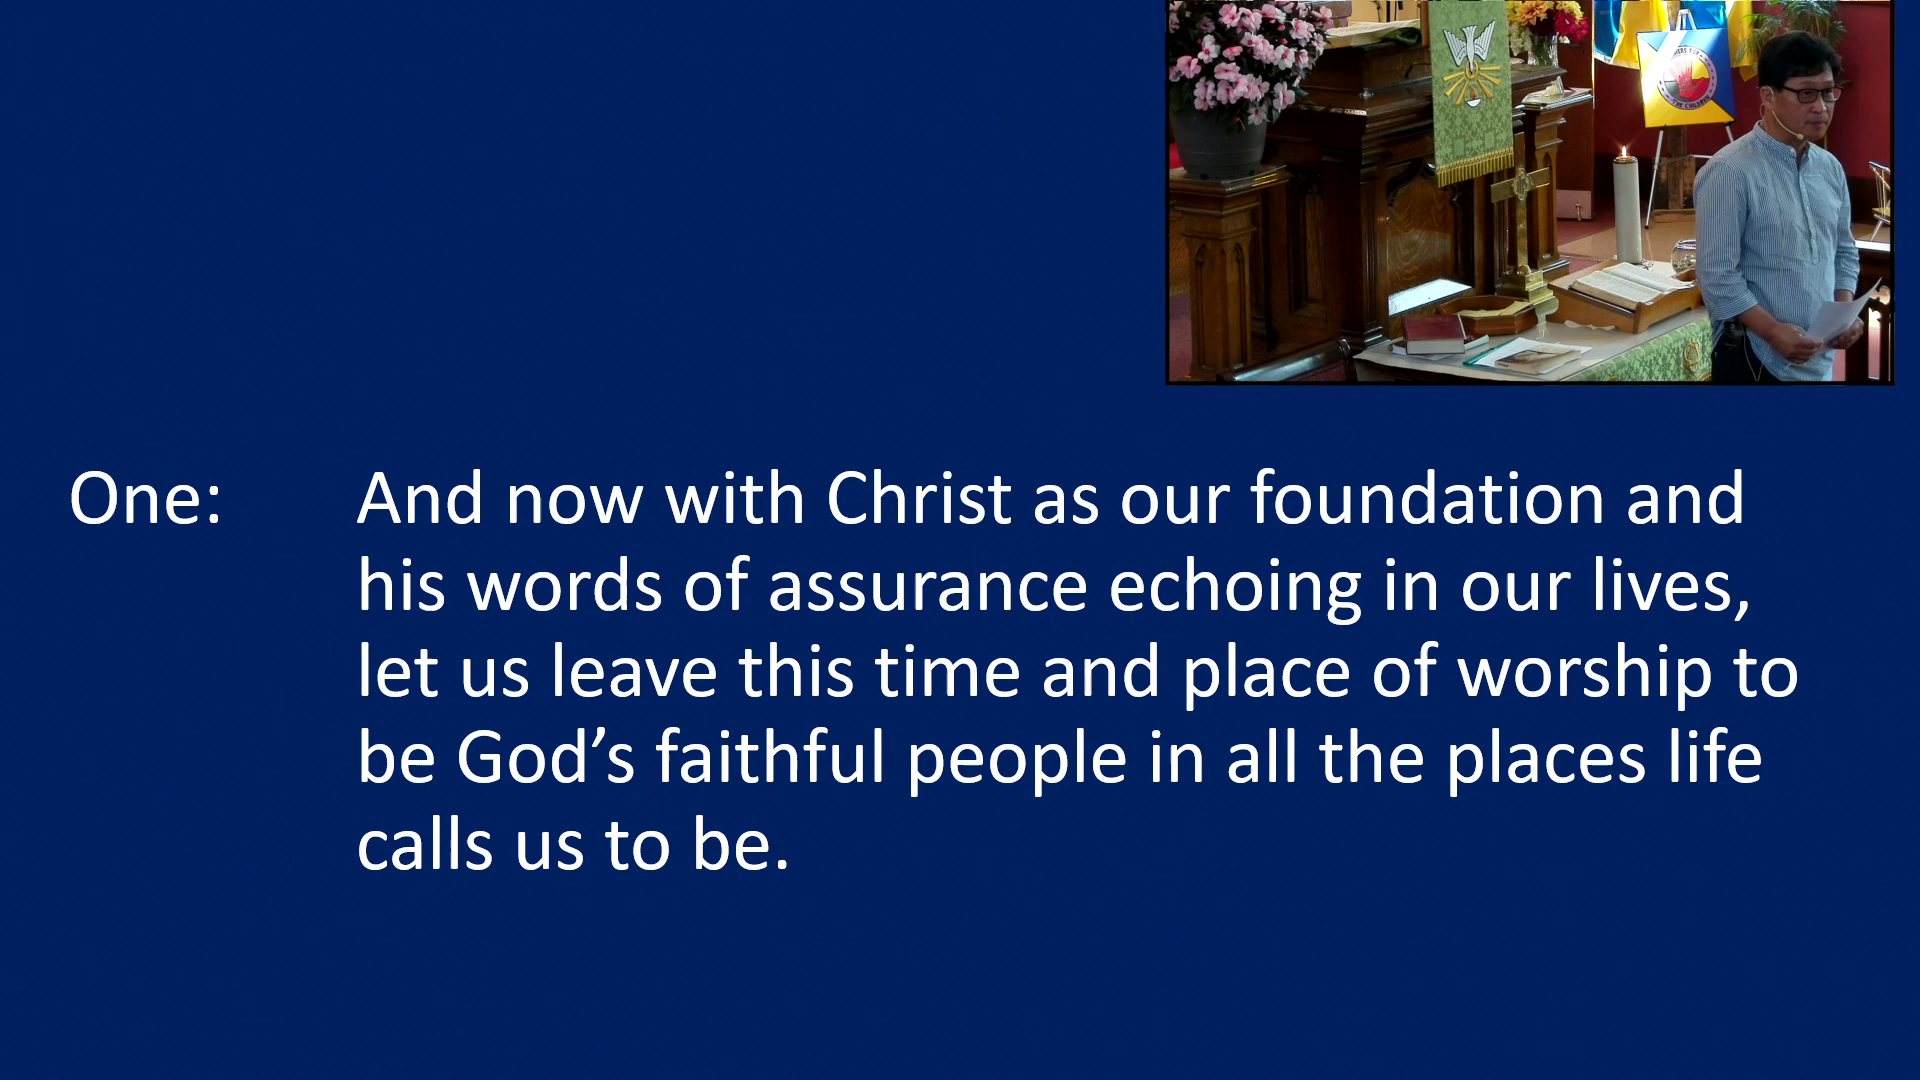 One: And now with Christ as our foundation and
his words of assurance echoing in our lives,
let us leave this time and place of worship to
be God’s faithful people in all the places life
calls us to be.